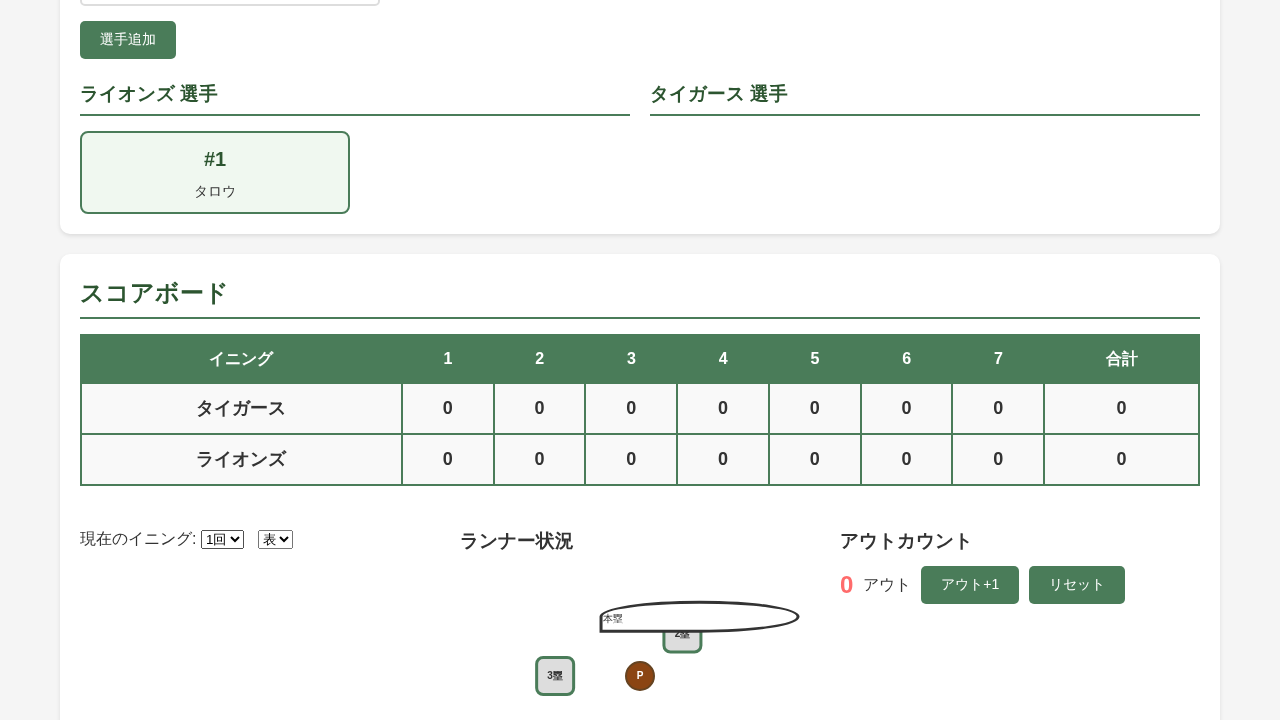 選手追加
ライオンズ 選手
タイガース 選手
#1
タロウ
スコアボード
イニング 1 2 3 4 5 6 7 合計
タイガース 0 0 0 0 0 0 0 0
ライオンズ 0 0 0 0 0 0 0 0
現在のイニング: 1回 表
ランナー状況
本塁
2塁
3塁
P
アウトカウント
0 アウト アウト+1 リセット